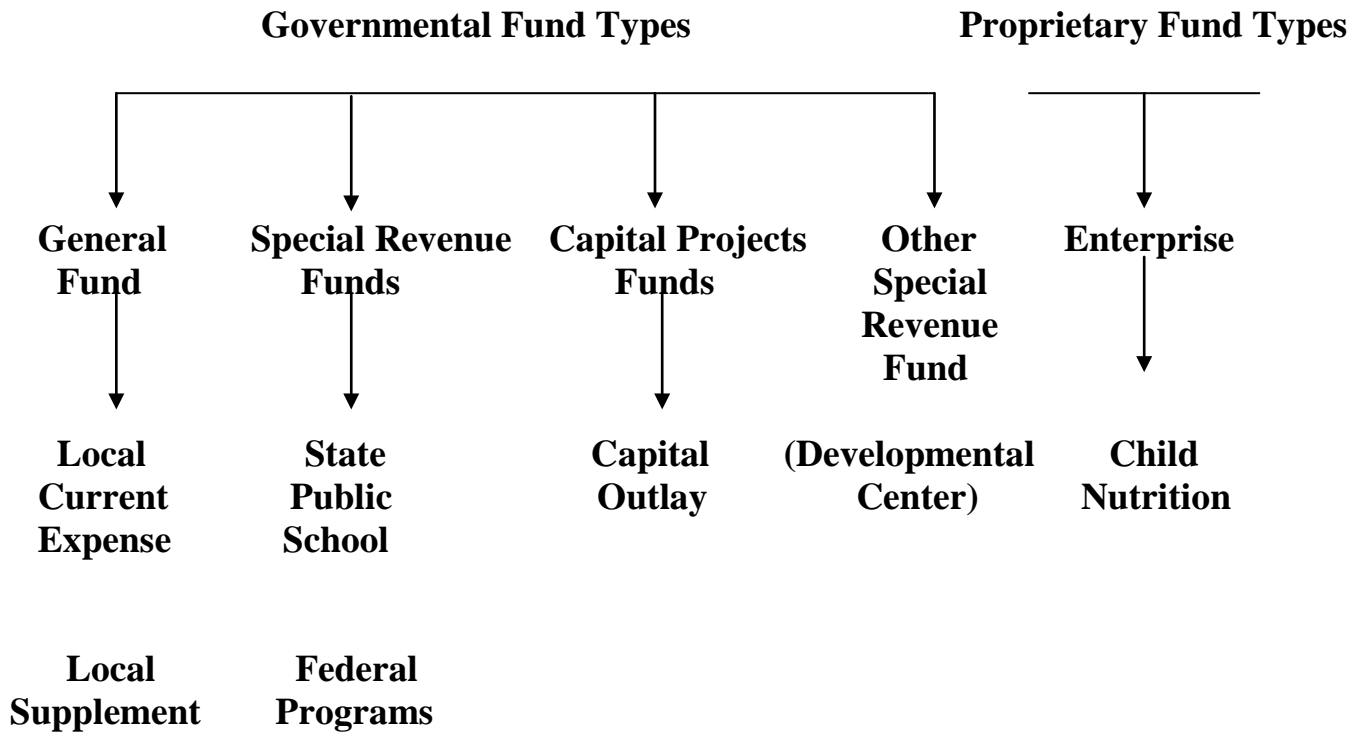 Governmental Fund Types
Proprietary Fund Types
General
Fund
Special Revenue
Funds
Capital Projects
Funds
Other
Special
Revenue
Fund
Enterprise
Local
Current
Expense
State
Public
School
Capital
Outlay
(Developmental
Center)
Child
Nutrition
Local
Supplement
Federal
Programs